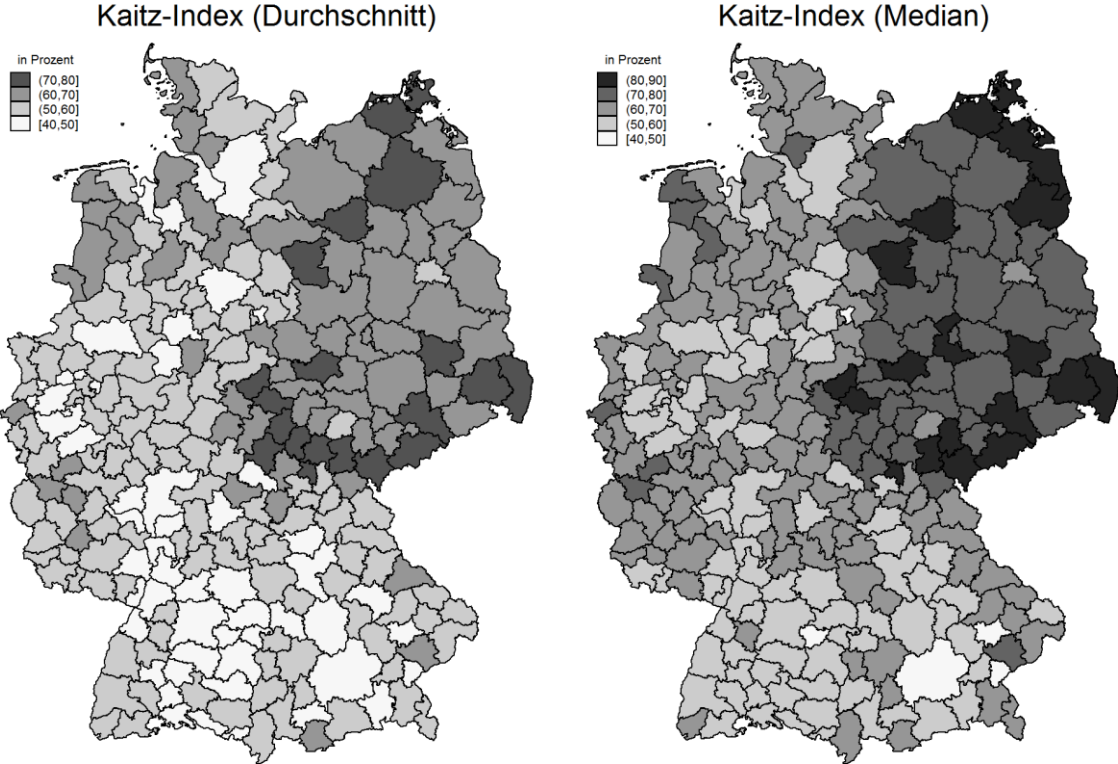 Kaitz-Index (Durchschnitt)
in Prozent
(70,80]
(60,70]
(50,60]
[40,50]
Kaitz-Index (Median)
in Prozent
(80,90]
(70,80]
(60,70]
(50,60]
[40,50]